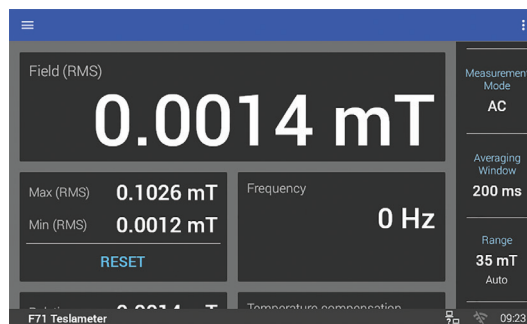 Field (RMS)
0.0014 mT
Max (RMS) 0.1026 mT
Min (RMS) 0.0012 mT
RESET
Frequency
0 Hz
Temperature compensation
Measuremen
Mode
AC
Averaging
Window
200 ms
Range
35 mT
Auto
F71 Teslameter
09:23